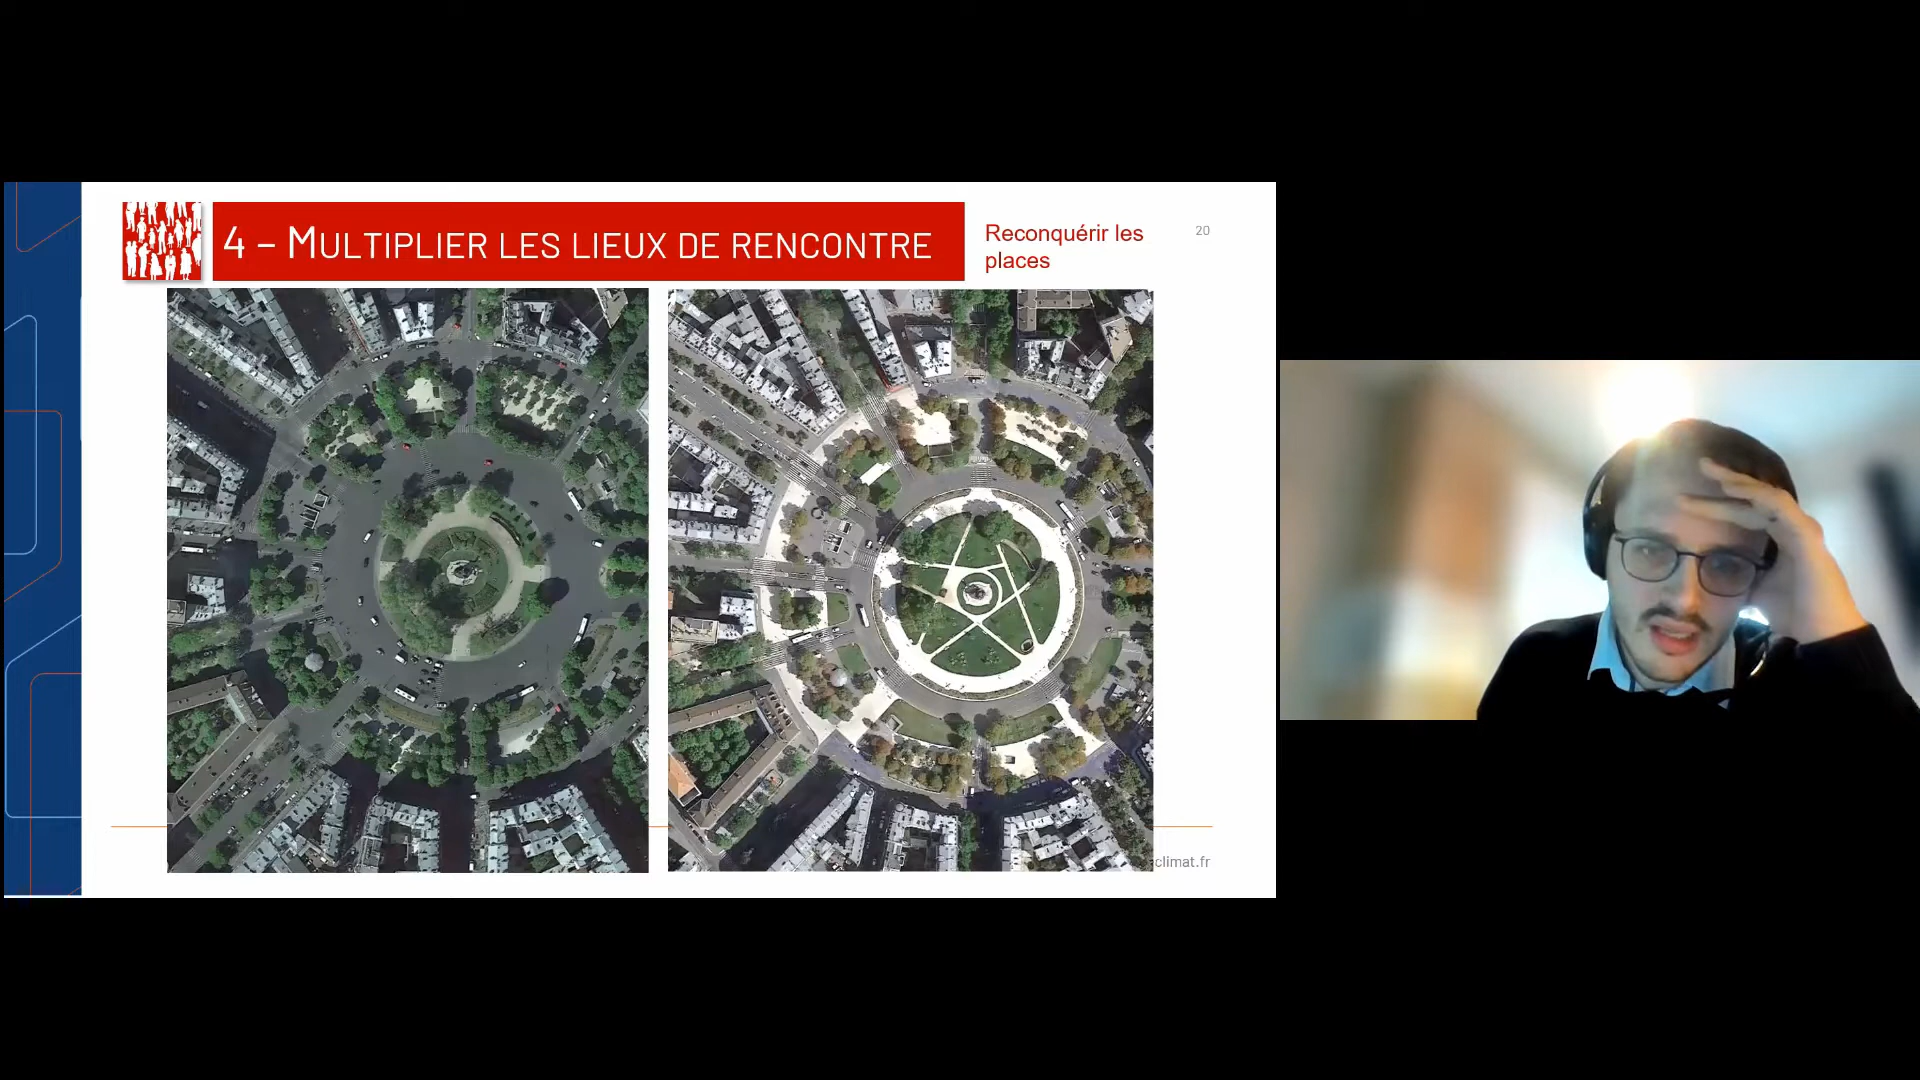 4 – MULTIPLIER LES LIEUX DE RENCONTRE
Reconquérir les
places
20
climat.fr